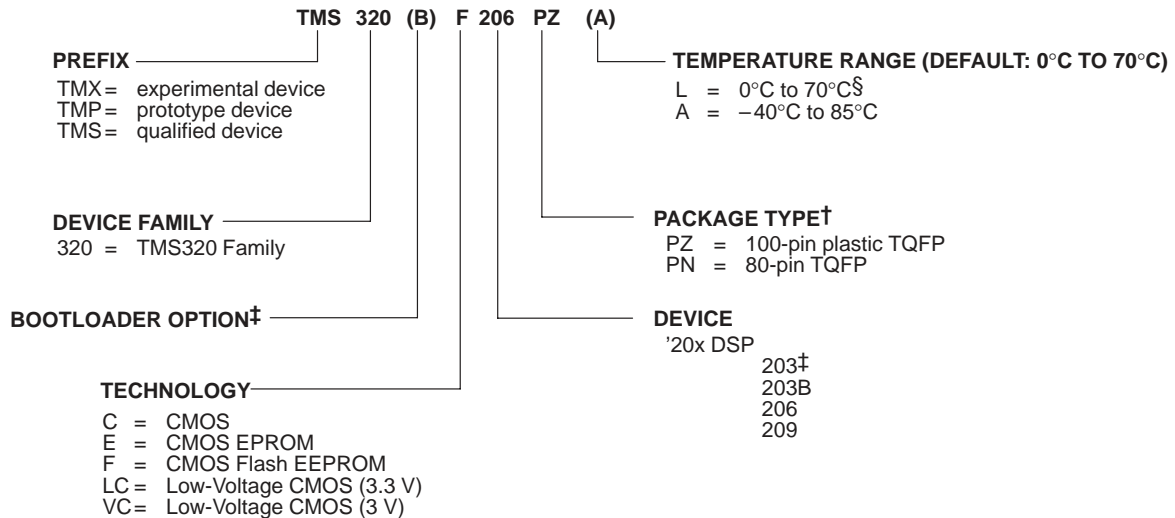 TMS 320 (B) F 206 PZ (A)
PREFIX
TMX = experimental device
TMP = prototype device
TMS = qualified device
TEMPERATURE RANGE (DEFAULT: 0°C TO 70°C)
L = 0°C to 70°C§
A = –40°C to 85°C
DEVICE FAMILY
320 = TMS320 Family
PACKAGE TYPE†
PZ = 100-pin plastic TQFP
PN = 80-pin TQFP
BOOTLOADER OPTION‡
DEVICE
'20x DSP
203‡
203B
206
209
TECHNOLOGY
C = CMOS
E = CMOS EPROM
F = CMOS Flash EEPROM
LC = Low-Voltage CMOS (3.3 V)
VC = Low-Voltage CMOS (3 V)